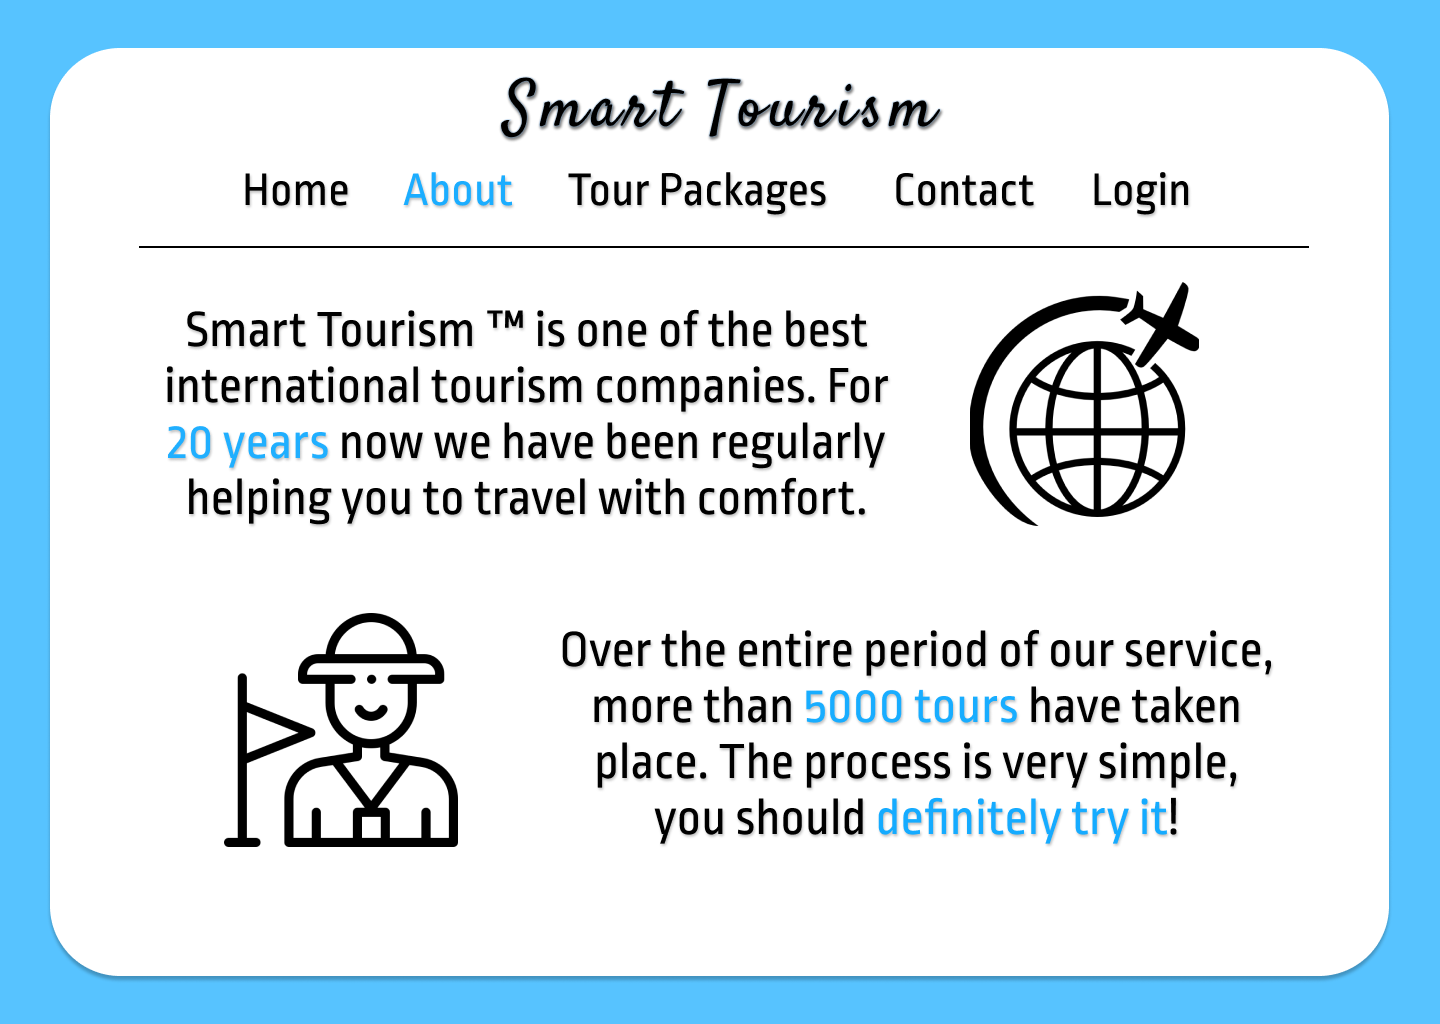 Smart Tourism
Home About Tour Packages Contact Login
Smart Tourism ™ is one of the best
international tourism companies. For
20 years now we have been regularly
helping you to travel with comfort.
Over the entire period of our service,
more than 5000 tours have taken
place. The process is very simple,
you should definitely try it!